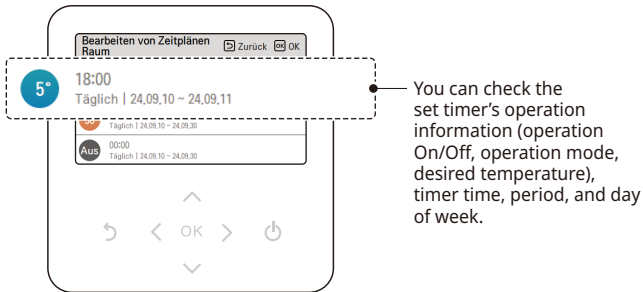 Bearbeiten von Zeitplänen
Raum
Zurück
OK OK
5°
18:00
Täglich | 24.09.10 ~ 24.09.11
Täglich | 24.09.10 ~ 24.09.30
Aus
00:00
Täglich | 24.09.10 ~ 24.09.30
OK
You can check the
set timer's operation
information (operation
On/Off, operation mode,
desired temperature),
timer time, period, and day
of week.